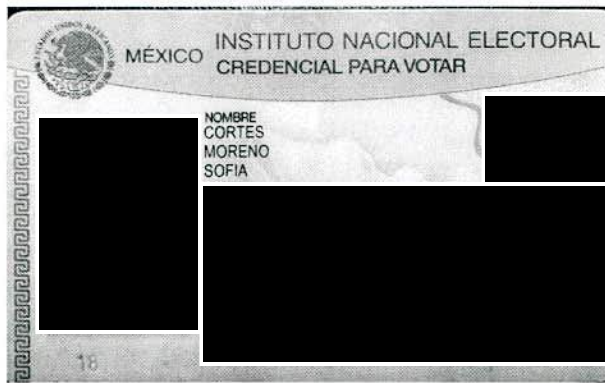 MÉXICO
INSTITUTO NACIONAL ELECTORAL
CREDENCIAL PARA VOTAR
NOMBRE
CORTES
MORENO
SOFIA
18